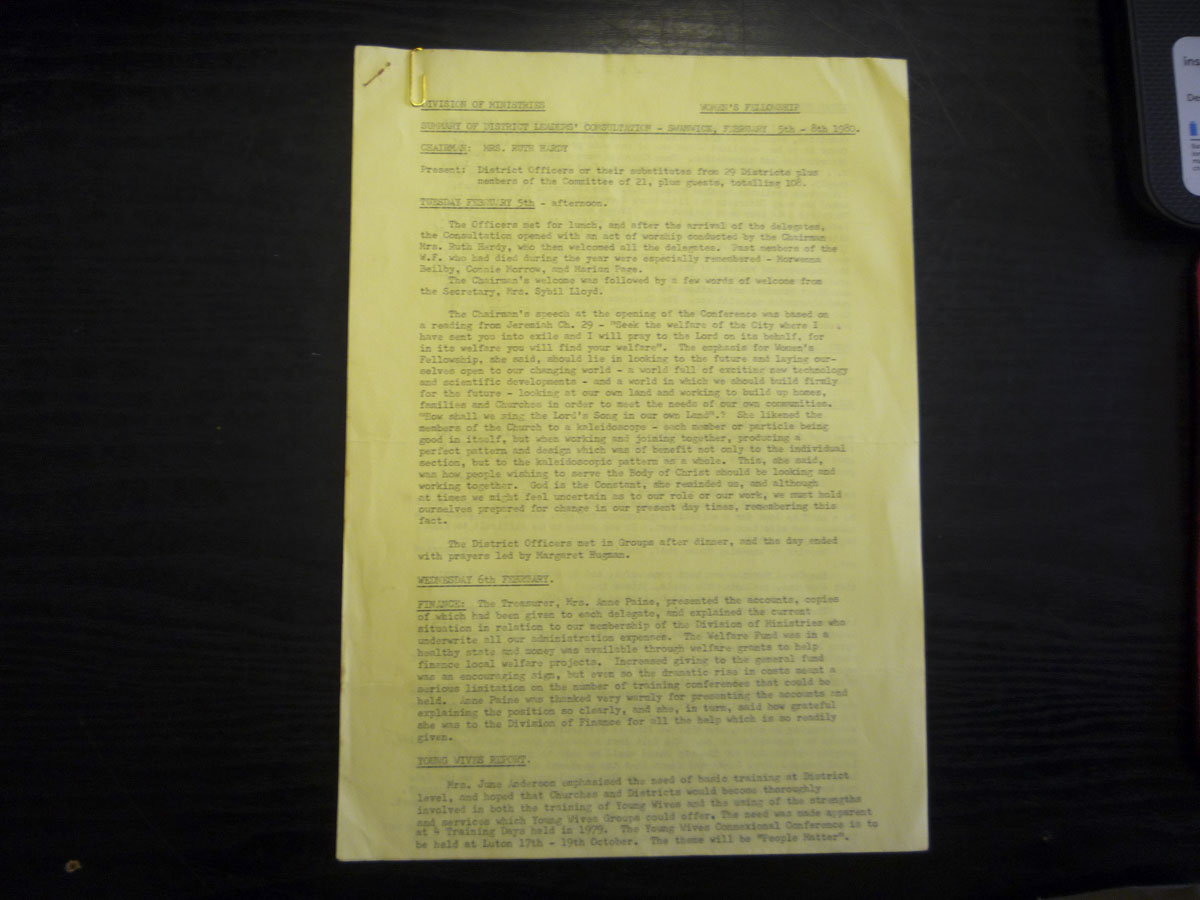 DIVISION OF MINISTRIES WOMEN'S FELLOWSHIP
SUMMARY OF DISTRICT LEADERS' CONSULTATION - SWANWICK, FEBRUARY 5th - 8th 1980.
CHAIRMAN: MRS. RUTH HARDY
Present: District Officers or their substitutes from 29 Districts plus
members of the Committee of 21, plus guests, totalling 108.
TUESDAY FEBRUARY 5th - afternoon.
The Officers met for lunch, and after the arrival of the delegates,
the Consultation opened with an act of worship conducted by the Chairman
Mrs. Ruth Hardy, who then welcomed all the delegates. Past members of the
W.F. who had died during the year were especially remembered - Morwenna
Beilby, Connie Morrow, and Marian Page.
The Chairman's welcome was followed by a few words of welcome from
the Secretary, Mrs. Sybil Lloyd.
The Chairman's speech at the opening of the Conference was based on
a reading from Jeremiah Ch. 29 - "Seek the welfare of the City where I
have sent you into exile and I will pray to the Lord on its behalf, for
in its welfare you will find your welfare". The emphasis for Women's
Fellowship, she said, should lie in looking to the future and laying our-
selves open to our changing world - a world full of exciting new technology
and scientific developments - and a world in which we should build firmly
for the future - looking at our own land and working to build up homes,
families and Churches in order to meet the needs of our own communities.
"How shall we sing the Lord's Song in our own Land".? She likened the
members of the Church to a kaleidoscope - each member or particle being
good in itself, but when working and joining together, producing a
perfect pattern and design which was of benefit not only to the individual
section, but to the kaleidoscopic pattern as a whole. This, she said,
was how people wishing to serve the Body of Christ should be looking and
working together. God is the Constant, she reminded us, and although
at times we might feel uncertain as to our role or our work, we must hold
ourselves prepared for change in our present day times, remembering this
fact.
The District Officers met in Groups after dinner, and the day ended
with prayers led by Margaret Hugman.
WEDNESDAY 6th FEBRUARY.
FINANCE: The Treasurer, Mrs. Anne Paine, presented the accounts, copies
of which had been given to each delegate, and explained the current
situation in relation to our membership of the Division of Ministries who
underwrite all our administration expenses. The Welfare Fund was in a
healthy state and money was available through welfare grants to help
finance local welfare projects. Increased giving to the general fund
was an encouraging sign, but even so the dramatic rise in costs meant a
serious limitation on the number of training conferences that could be
held. Anne Paine was thanked very warmly for presenting the accounts and
explaining the position so clearly, and she, in turn, said how grateful
she was to the Division of Finance for all the help which is so readily
given.
YOUNG WIVES REPORT.
Mrs. June Anderson emphasised the need of basic training at District
level, and hoped that Churches and Districts would become thoroughly
involved in both the training of Young Wives and the using of the strengths
and services which Young Wives Groups could offer. The need was made apparent
at 4 Training Days held in 1979. The Young Wives Connexional Conference is to
be held at Luton 17th - 19th October. The theme will be "People Matter".